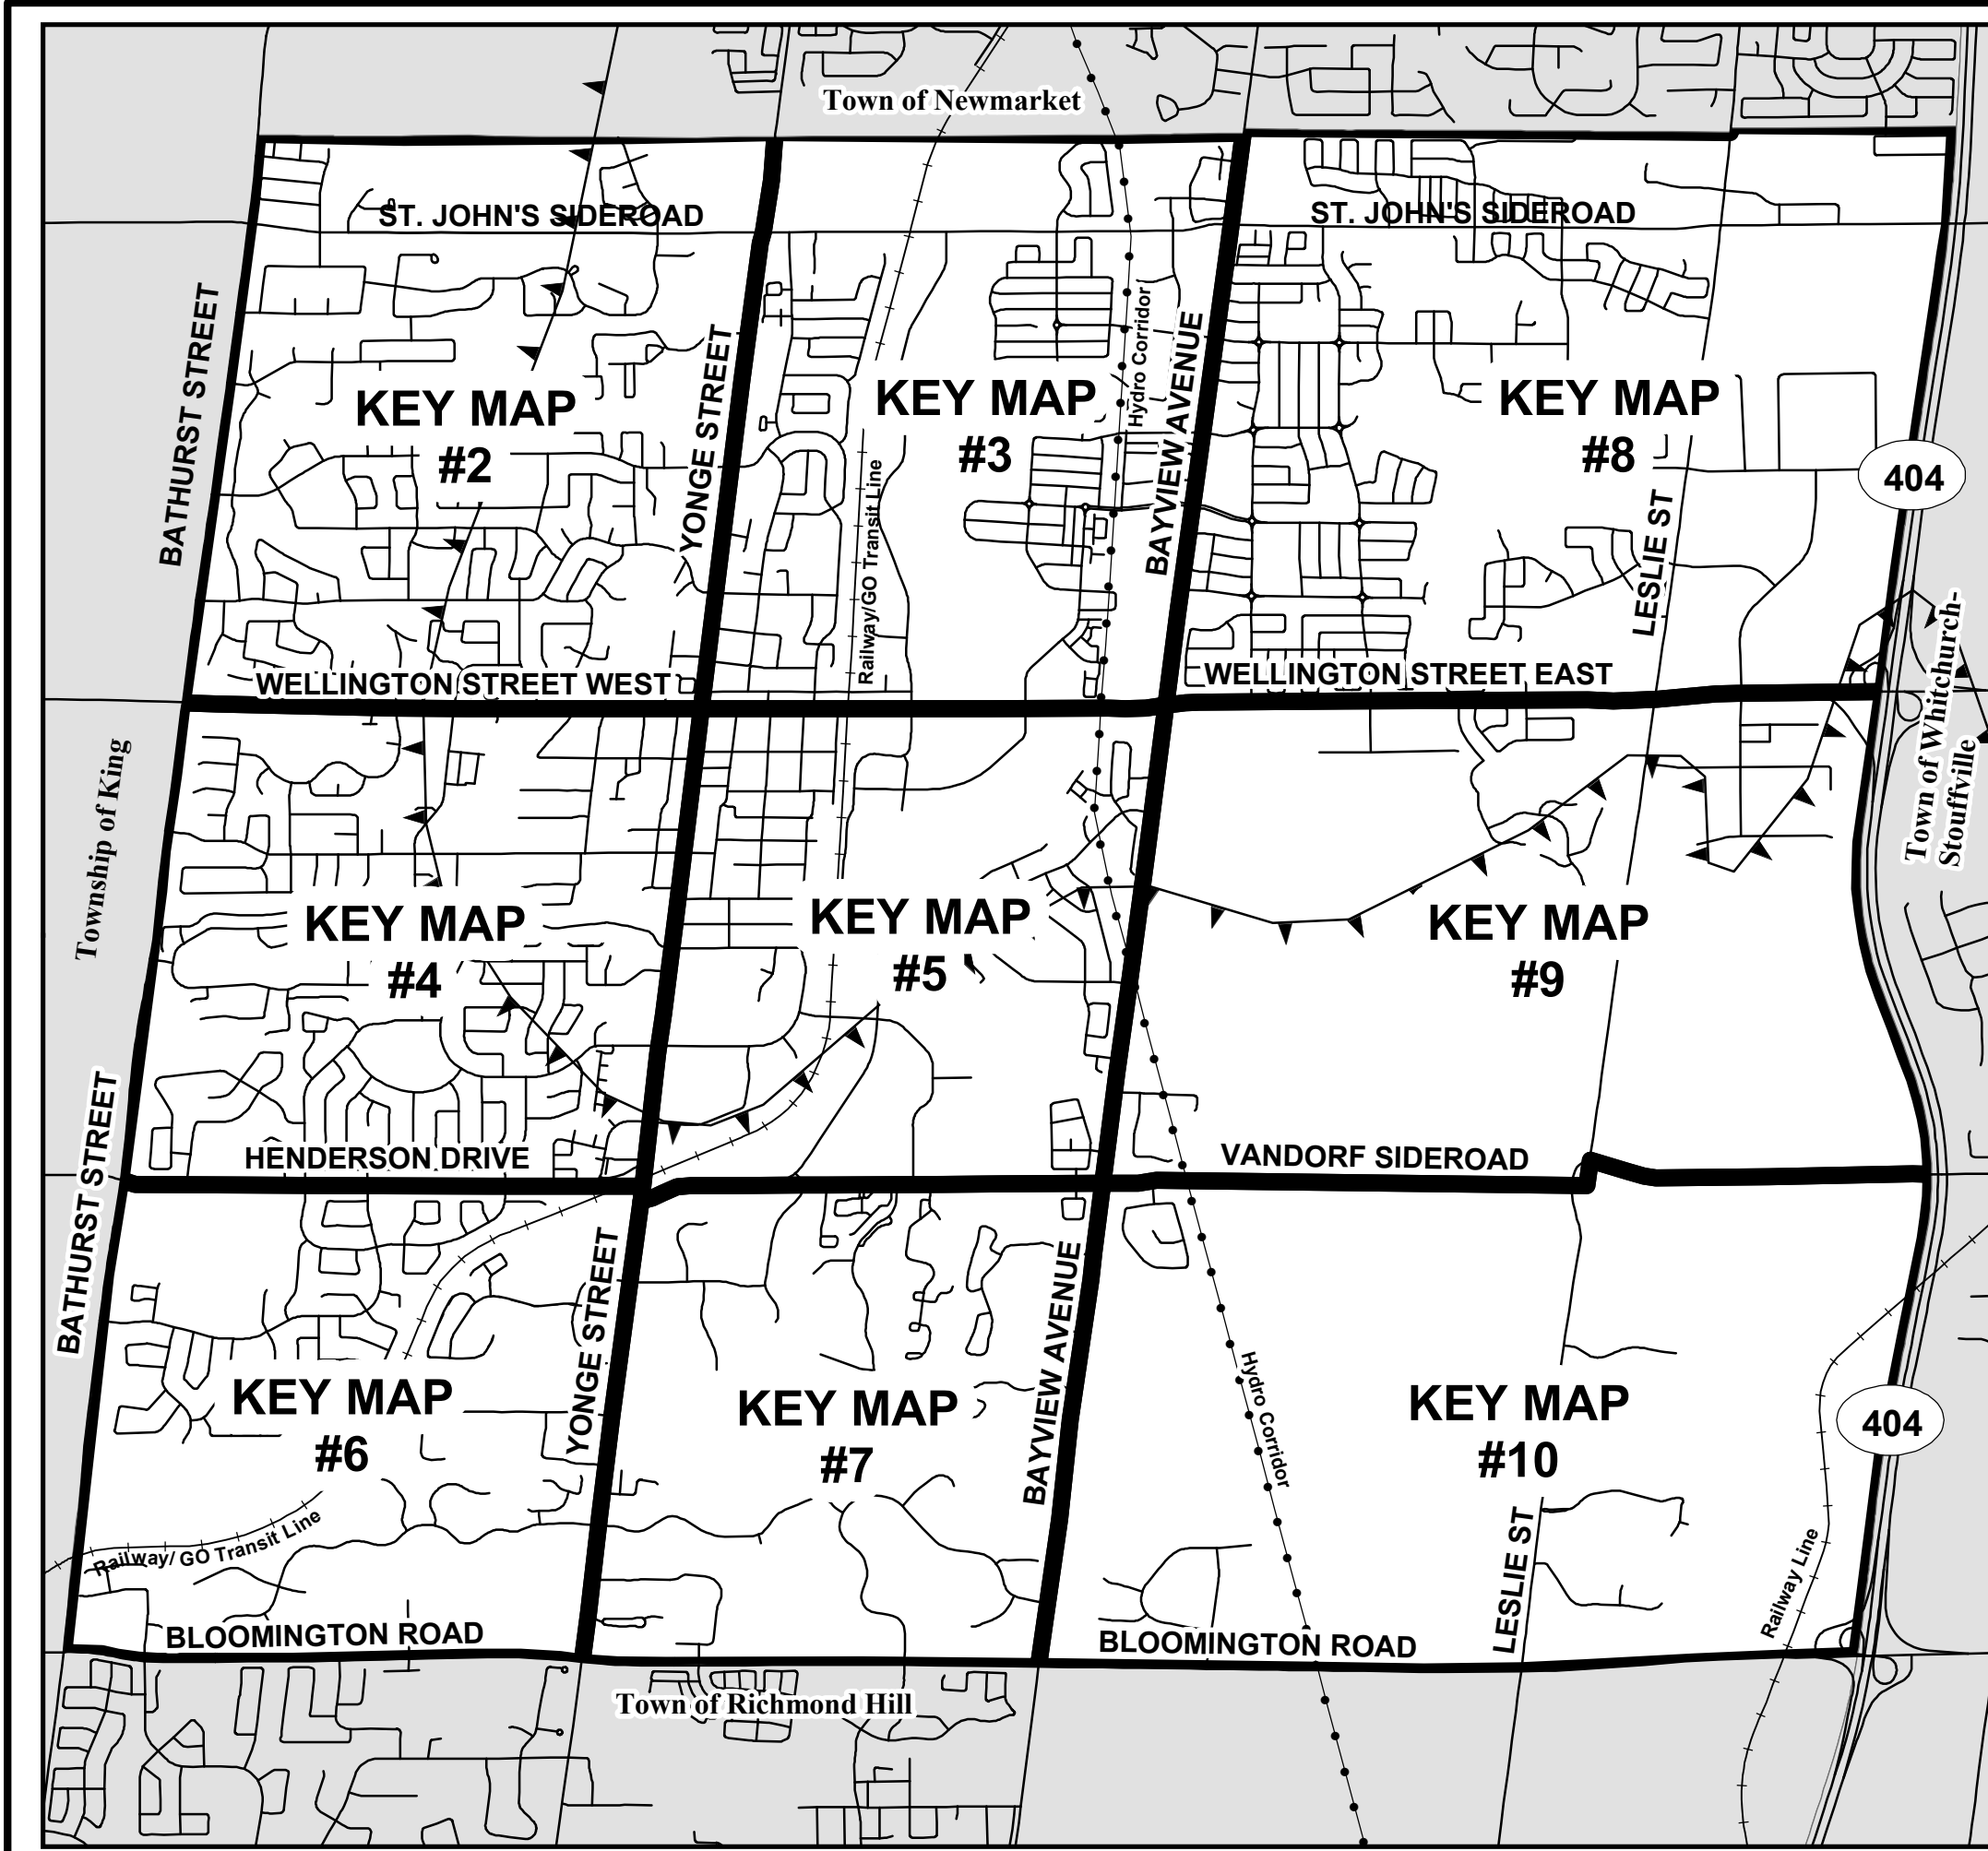 Town of Newmarket
ST. JOHN'S SIDEROAD
ST. JOHN'S SIDEROAD
BATHURST STREET
YONGE STREET
Hydro Corridor
BAYVIEW AVENUE
KEY MAP
#2
KEY MAP
#3
KEY MAP
#8
404
Railway/GO Transit Line
LESLIE ST
Town of Whitchurch-
Stouffville
WELLINGTON STREET WEST
WELLINGTON STREET EAST
Township of King
KEY MAP
#4
KEY MAP
#5
KEY MAP
#9
BATHURST STREET
HENDERSON DRIVE
VANDORF SIDEROAD
YONGE STREET
BAYVIEW AVENUE
Hydro Corridor
KEY MAP
#6
KEY MAP
#7
KEY MAP
#10
404
Railway/ GO Transit Line
LESLIE ST
Railway Line
BLOOMINGTON ROAD
BLOOMINGTON ROAD
Town of Richmond Hill